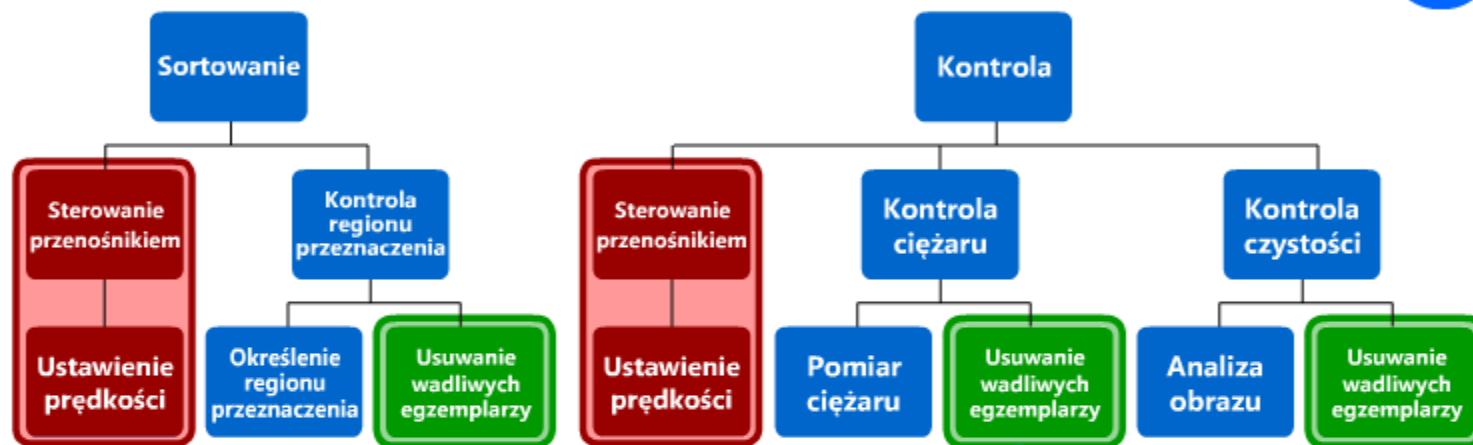 Sortowanie
Kontrola
Sterowanie
przenośnikiem
Kontrola
regionu
przeznaczenia
Sterowanie
przenośnikiem
Kontrola
ciężaru
Kontrola
czystości
Ustawienie
prędkości
Określenie
regionu
przeznaczenia
Usuwanie
wadliwych
egzemplarzy
Ustawienie
prędkości
Pomiar
ciężaru
Usuwanie
wadliwych
egzemplarzy
Analiza
obrazu
Usuwanie
wadliwych
egzemplarzy